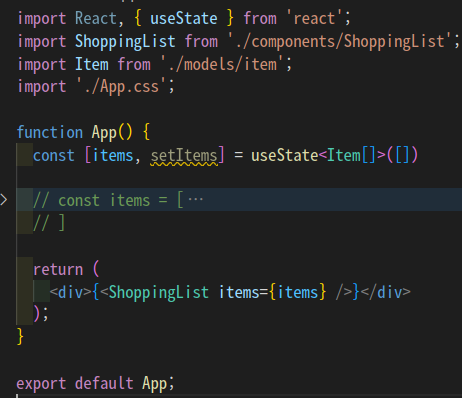 import React, { useState } from 'react';
import ShoppingList from './components/ShoppingList';
import Item from './models/item';
import './App.css';
function App() {
const [items, setItems] = useState<Item[]>([])
// const items = [ ⋯
// ]
return (
<div>{<ShoppingList items={items} />}</div>
);
}
export default App;